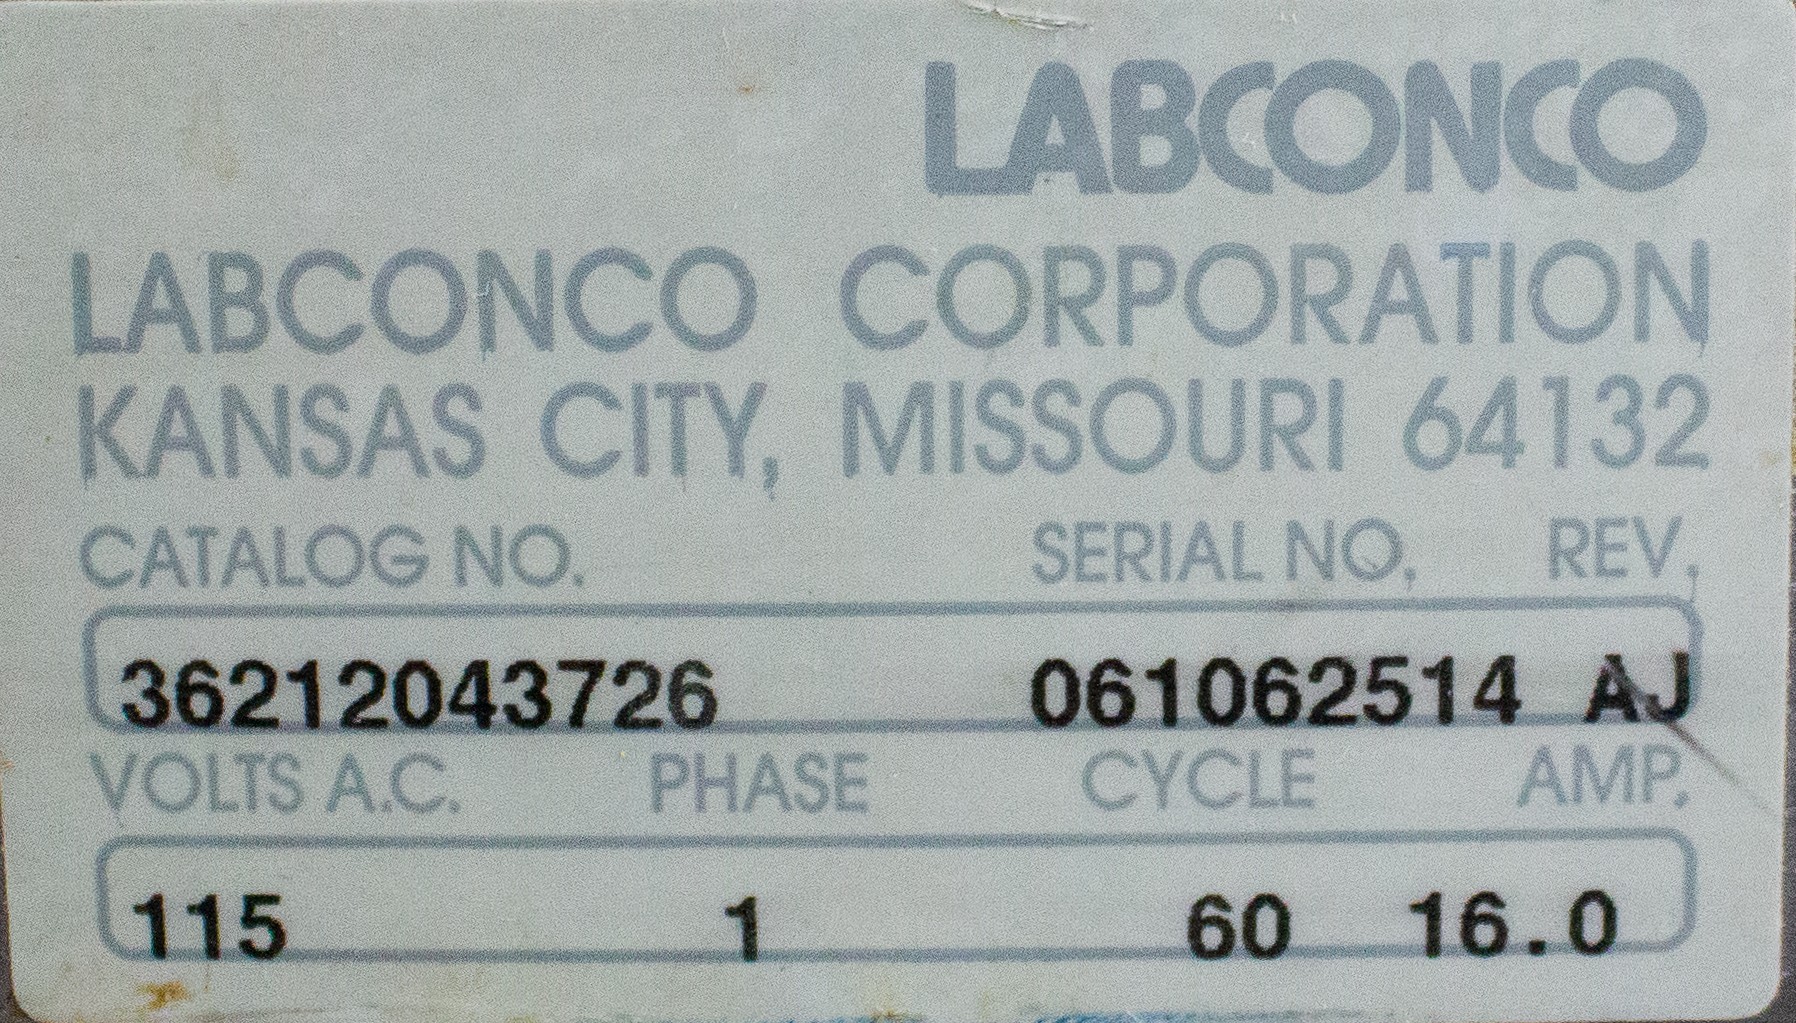 LABCONCO
LABCONCO CORPORATION
KANSAS CITY, MISSOURI 64132
CATALOG NO. SERIAL NO. REV.
36212043726 061062514 AJ
VOLTS A.C. PHASE CYCLE AMP.
115 1 60 16.0